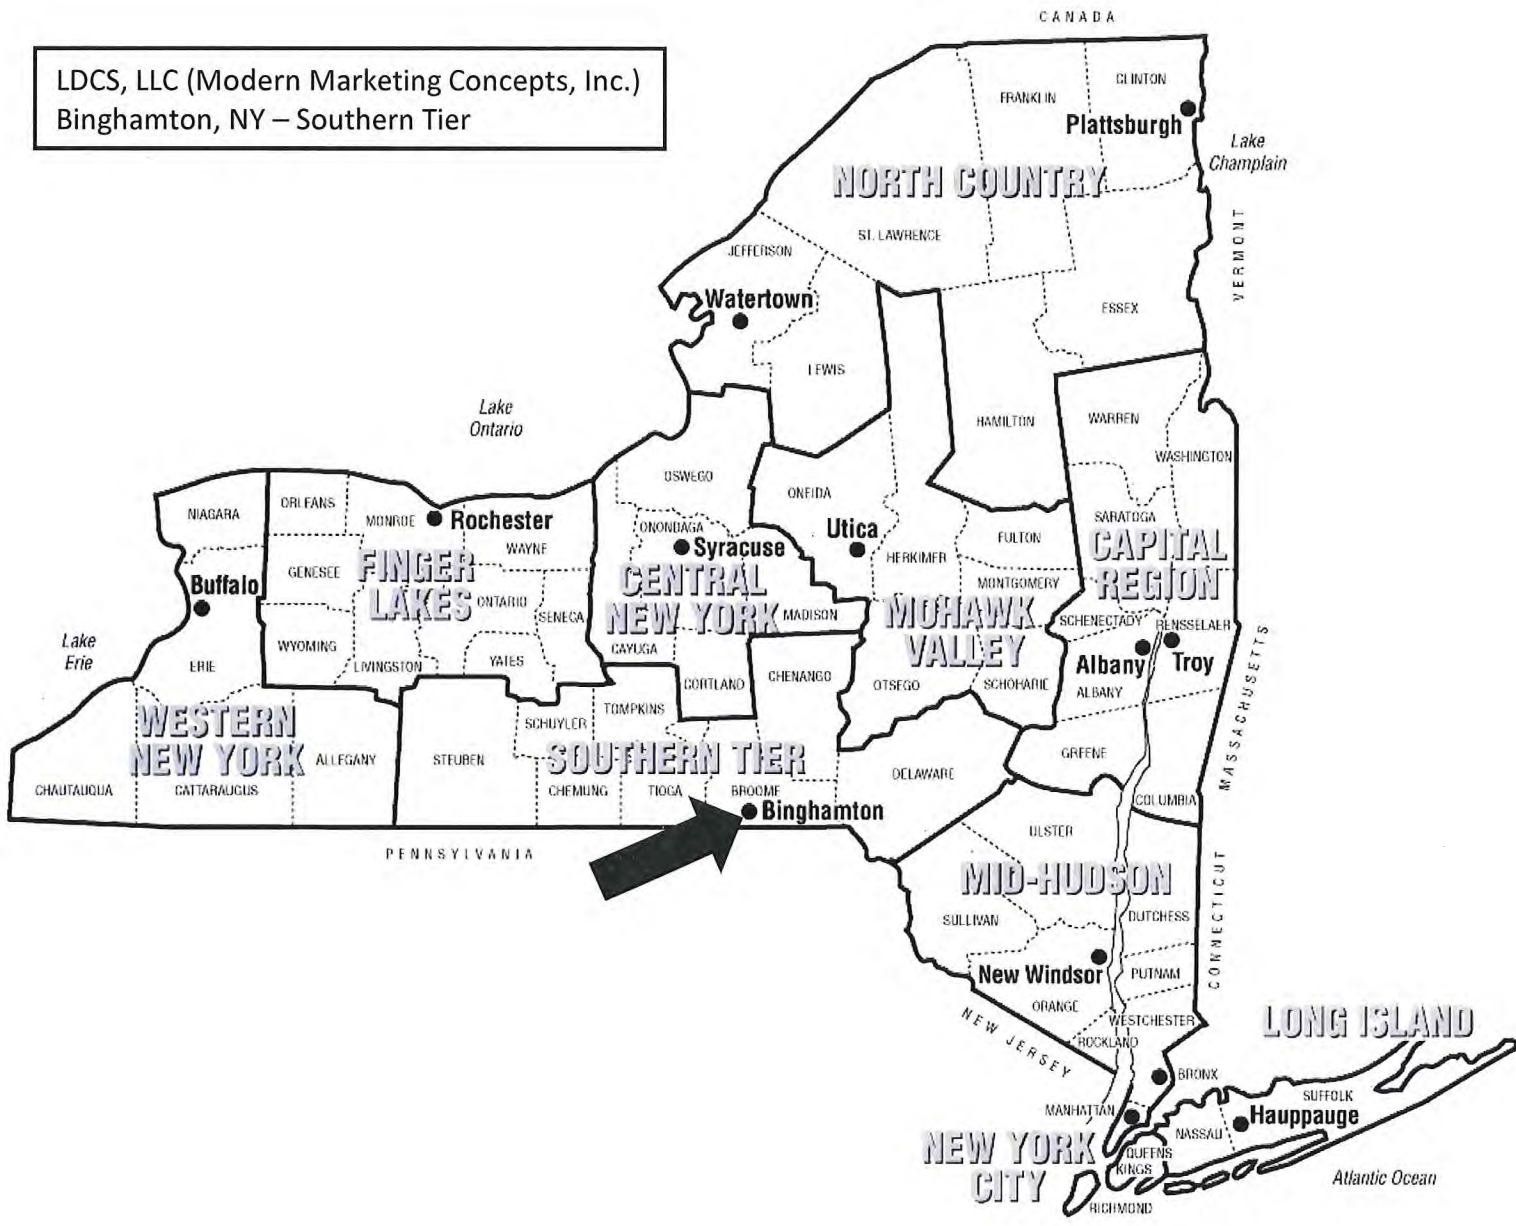 CANADA
LDCS, LLC (Modern Marketing Concepts, Inc.)
Binghamton, NY – Southern Tier
CLINTON
FRANKLIN
Plattsburgh
Lake
Champlain
NORTH COUNTRY
ST. LAWRENCE
VERMONT
JEFFERSON
Watertown
ESSEX
LEWIS
Lake
Ontario
HAMILTON
WARREN
WASHINGTON
OSWEGO
ONEIDA
NIAGARA
ORLEANS
MONROE
Rochester
WAYNE
ONONDAGA
Syracuse
Utica
HERKIMER
FULTON
SARATOGA
CAPITAL
REGION
GENESEE
FINGER
LAKES
ONTARIO
SENECA
CENTRAL
NEW YORK
MADISON
MONTGOMERY
MOHAWK
VALLEY
Buffalo
SCHENECTADY
RENSSELAER
Lake
Erie
ERIE
WYOMING
LIVINGSTON
YATES
CAYUGA
CORTLAND
CHENANGO
OTSEGO
SCHOHARIE
Albany
Troy
ALBANY
MASSACHUSETTS
WESTERN
NEW YORK
ALLEGANY
STEUBEN
SCHUYLER
TOMPKINS
SOUTHERN TIER
DELAWARE
GREENE
CHAUTAUQUA
CATTARAUGUS
CHEMUNG
TIOGA
BROOME
Binghamton
COLUMBIA
PENNSYLVANIA
ULSTER
MID-HUDSON
SULLIVAN
DUTCHESS
CONNECTICUT
New Windsor
PUTNAM
ORANGE
WESTCHESTER
ROCKLAND
NEW JERSEY
LONG ISLAND
BRONX
SUFFOLK
MANHATTAN
Hauppauge
NASSAU
NEW YORK
CITY
QUEENS
KINGS
RICHMOND
Atlantic Ocean